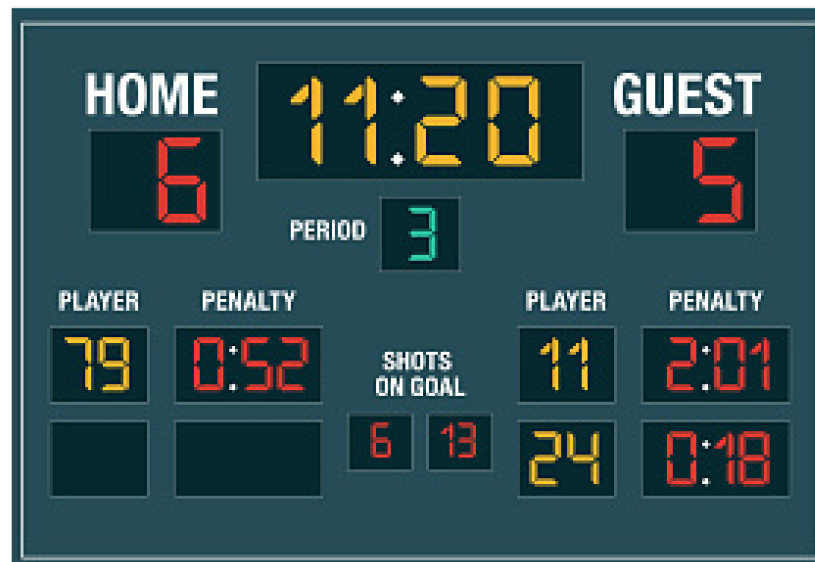 HOME 11:20 GUEST
6 5
PERIOD 3
PLAYER PENALTY PLAYER PENALTY
79 0:52 SHOTS ON GOAL 11 2:01
6 13 24 0:18